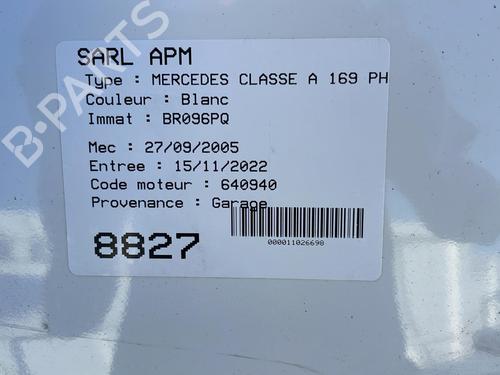 SARL APM
Type : MERCEDES CLASSE A 169 PH
Couleur : Blanc
Immat : BR096PQ
Mec : 27/09/2005
Entree : 15/11/2022
Code moteur : 640940
Provenance : Garage
8827
000011026698
B-PARTS